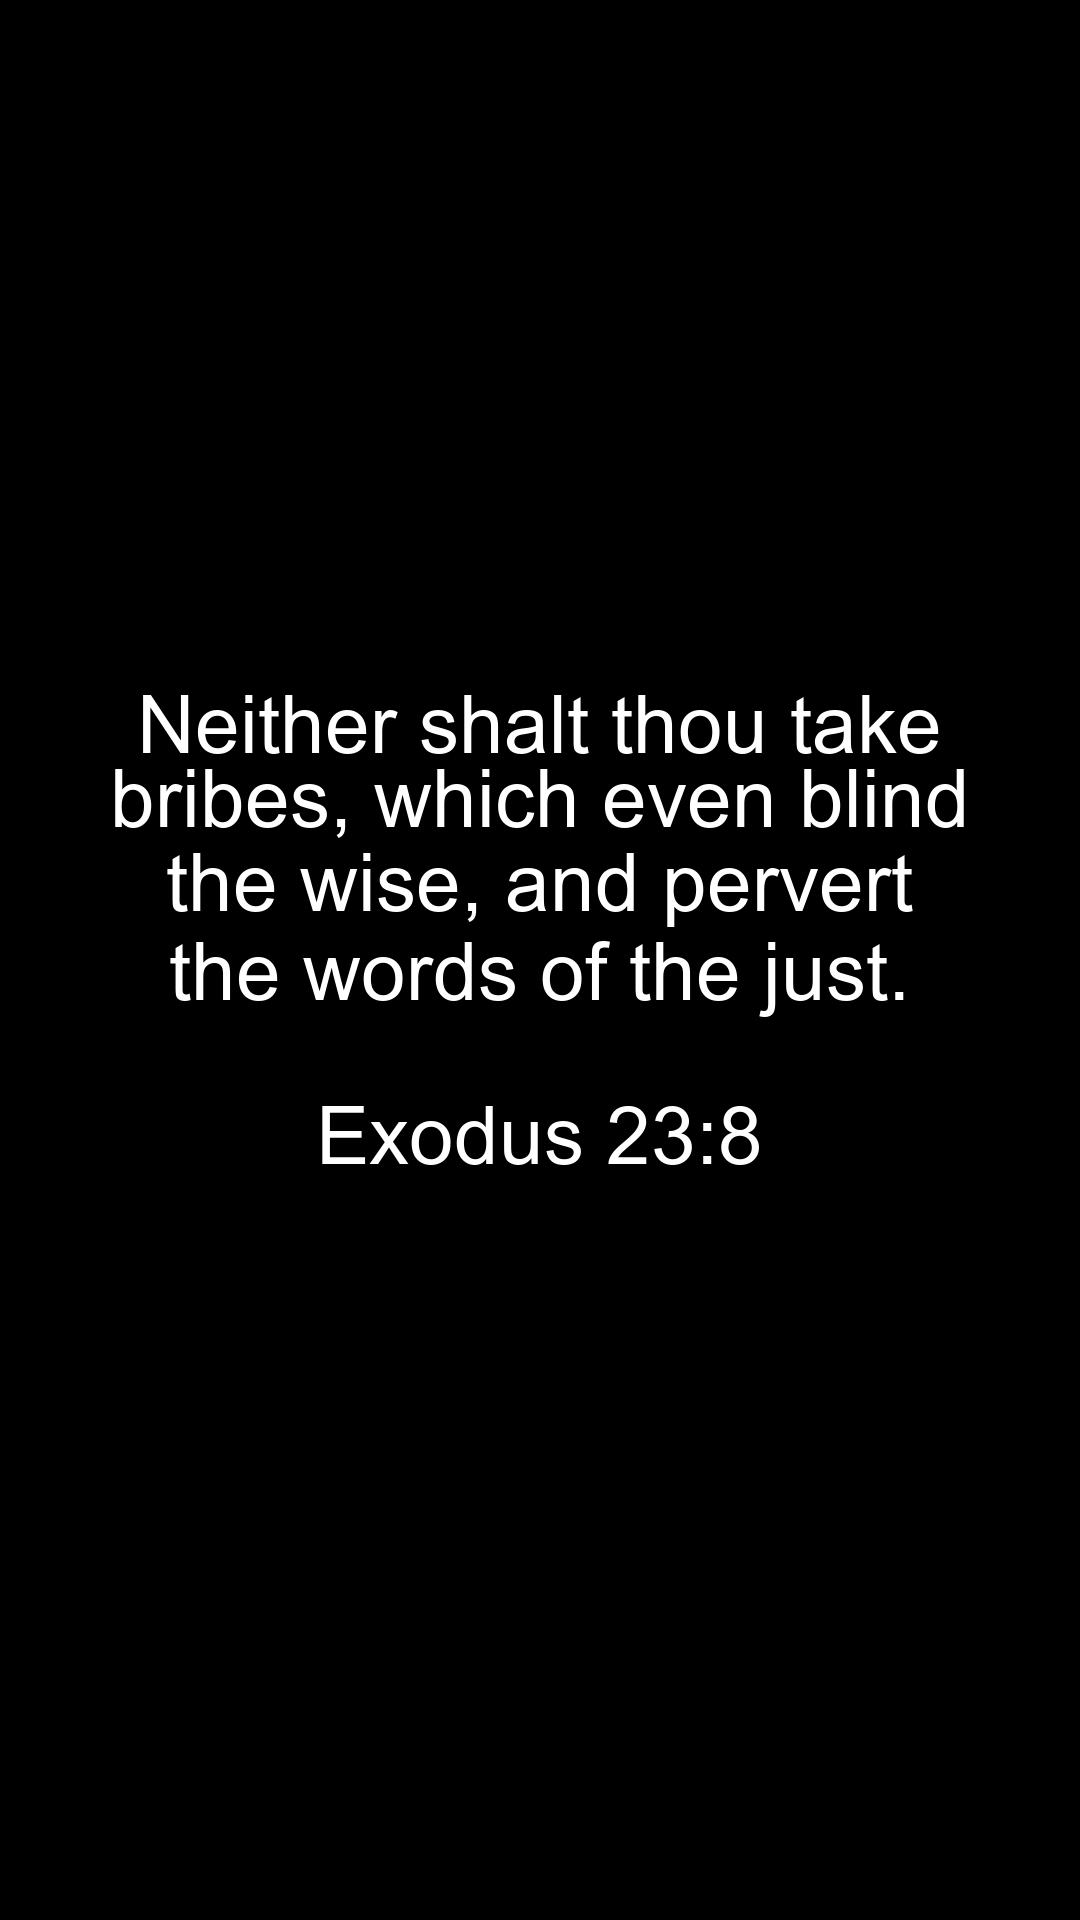 Neither shalt thou take
bribes, which even blind
the wise, and pervert
the words of the just.
Exodus 23:8